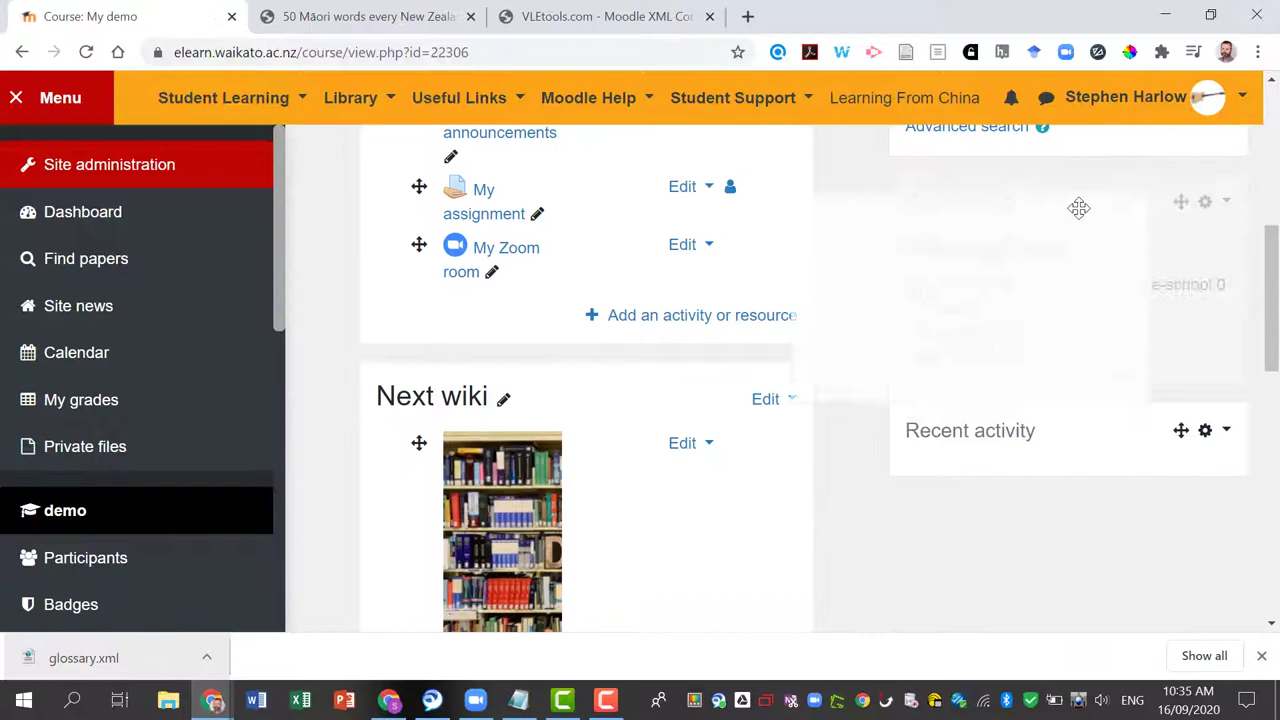 Course: My demo
50 Māori words every New Zeala
VLEtools.com - Moodle XML Co
elearn.waikato.ac.nz/course/view.php?id=22306
Menu
Student Learning
Library
Useful Links
Moodle Help
Student Support
Learning From China
Stephen Harlow
Site administration
Dashboard
Find papers
Site news
Calendar
My grades
Private files
demo
Participants
Badges
announcements
My
assignment
Edit
My Zoom
room
Edit
Add an activity or resource
Next wiki
Edit
Edit
Advanced search
Recent activity
glossary.xml
Show all
ENG
10:35 AM
16/09/2020